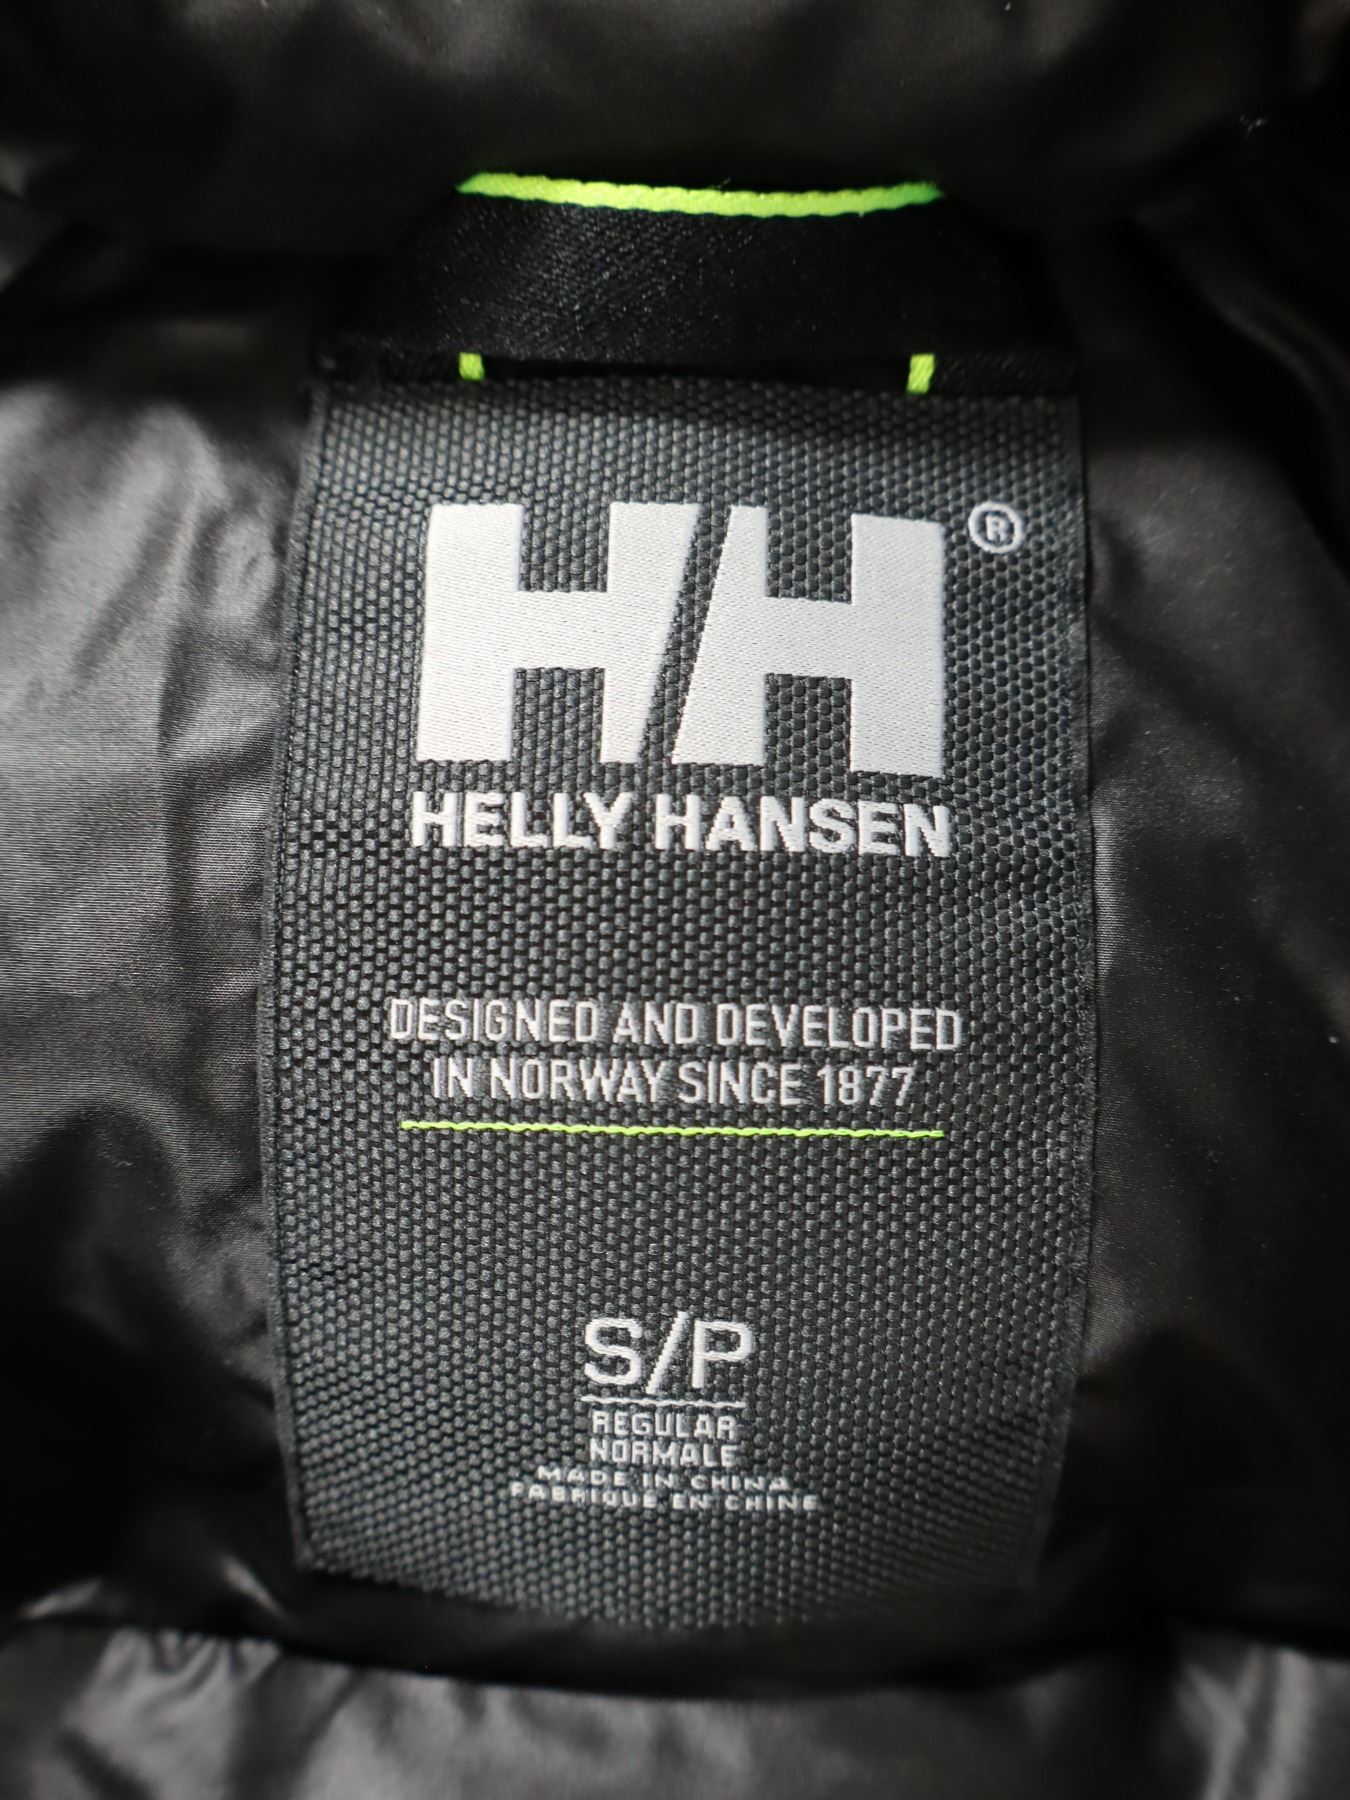 HH®
HELLY HANSEN
DESIGNED AND DEVELOPED
IN NORWAY SINCE 1877
S/P
REGULAR
NORMALE
MADE IN CHINA
FABRIQUE EN CHINE